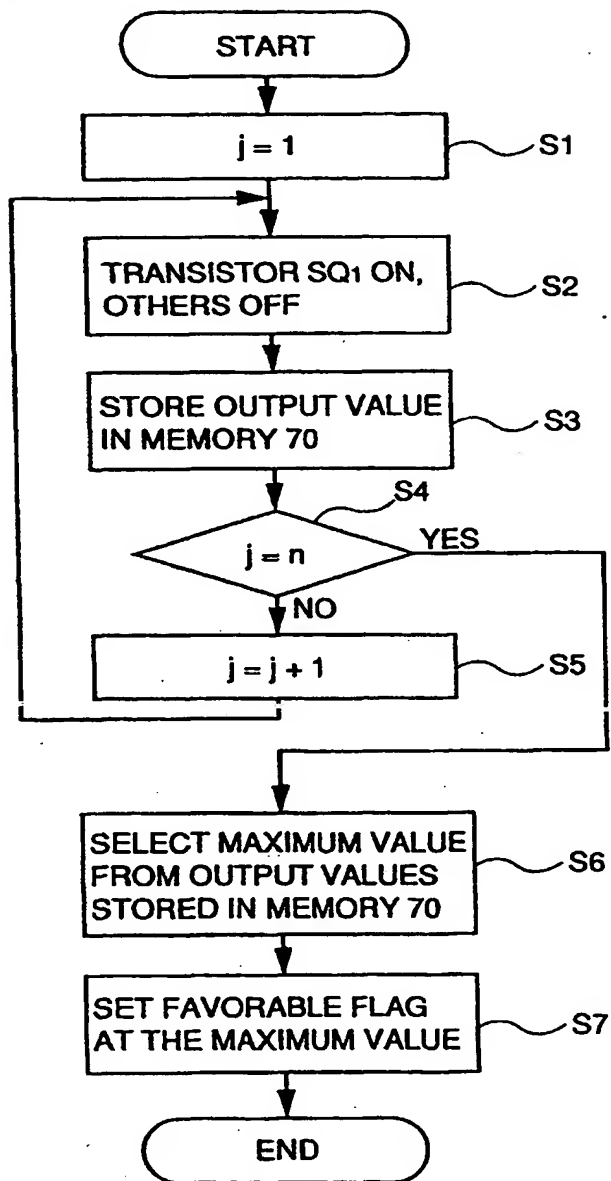 START
j = 1
S1
TRANSISTOR SQ1 ON,
OTHERS OFF
S2
STORE OUTPUT VALUE
IN MEMORY 70
S3
S4
j = n
YES
NO
j = j + 1
S5
SELECT MAXIMUM VALUE
FROM OUTPUT VALUES
STORED IN MEMORY 70
S6
SET FAVORABLE FLAG
AT THE MAXIMUM VALUE
S7
END